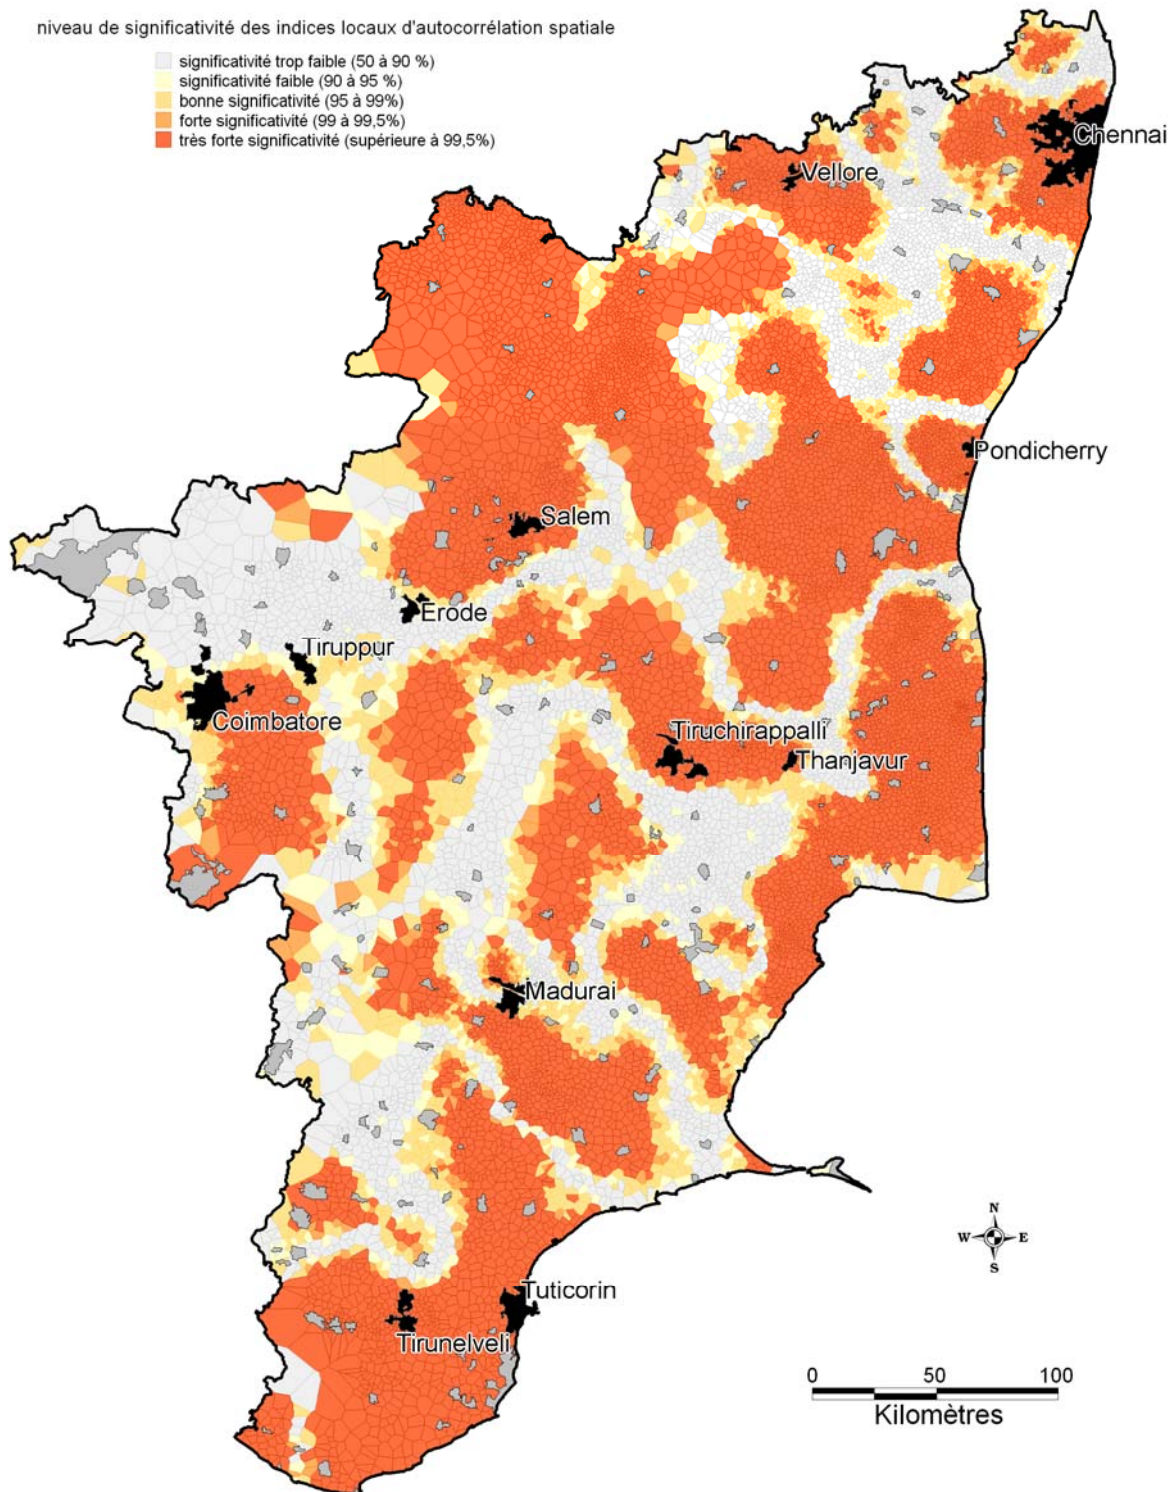 niveau de significativité des indices locaux d'autocorrélation spatiale
significativité trop faible (50 à 90 %)
significativité faible (90 à 95 %)
bonne significativité (95 à 99%)
forte significativité (99 à 99,5%)
très forte significativité (supérieure à 99,5%)
Chennai
Vellore
Pondicherry
Salem
Erode
Tiruppur
Coimbatore
Tiruchirappalli
Thanjavur
Madurai
N
W E
S
Tuticorin
Tirunelveli
0 50 100
Kilomètres